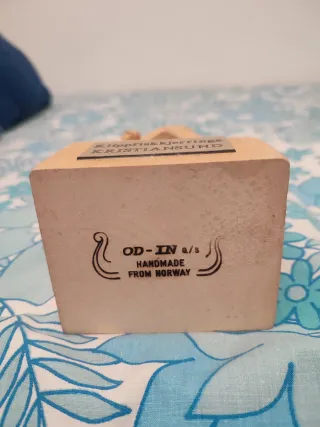 Klippfiskkjerringa
KRISTIANSUND
OD-IN a/s
HANDMADE
FROM NORWAY